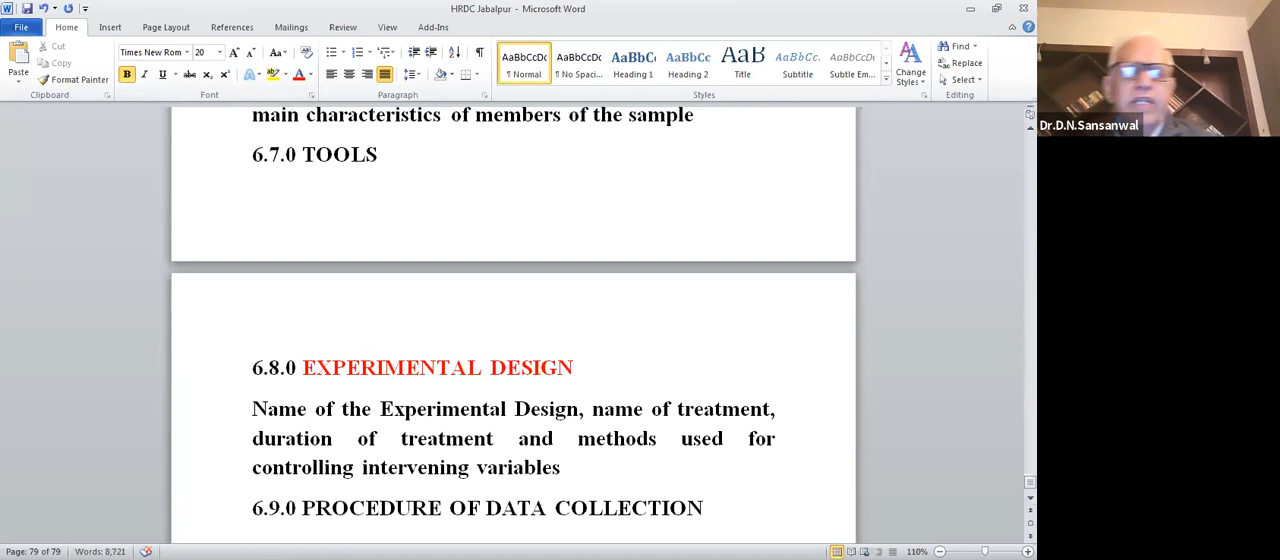 HRDC Jabalpur - Microsoft Word
File Home Insert Page Layout References Mailings Review View Add-Ins
Cut
Copy
Format Painter
Paste
Clipboard
Times New Rom 20
B I U abc X₂ X²
Font
Paragraph
AaBbCcDc AaBbCcDc AaBbCc AaBbCc AaB AaBbCc. AaBbCcDc
¶ Normal ¶ No Spaci... Heading 1 Heading 2 Title Subtitle Subtle Em...
Change
Styles
Styles
Find
Replace
Select
Editing
Dr.D.N.Sansanwal
main characteristics of members of the sample
6.7.0 TOOLS
6.8.0 EXPERIMENTAL DESIGN
Name of the Experimental Design, name of treatment,
duration of treatment and methods used for
controlling intervening variables
6.9.0 PROCEDURE OF DATA COLLECTION
Page: 79 of 79 Words: 8,721 110%